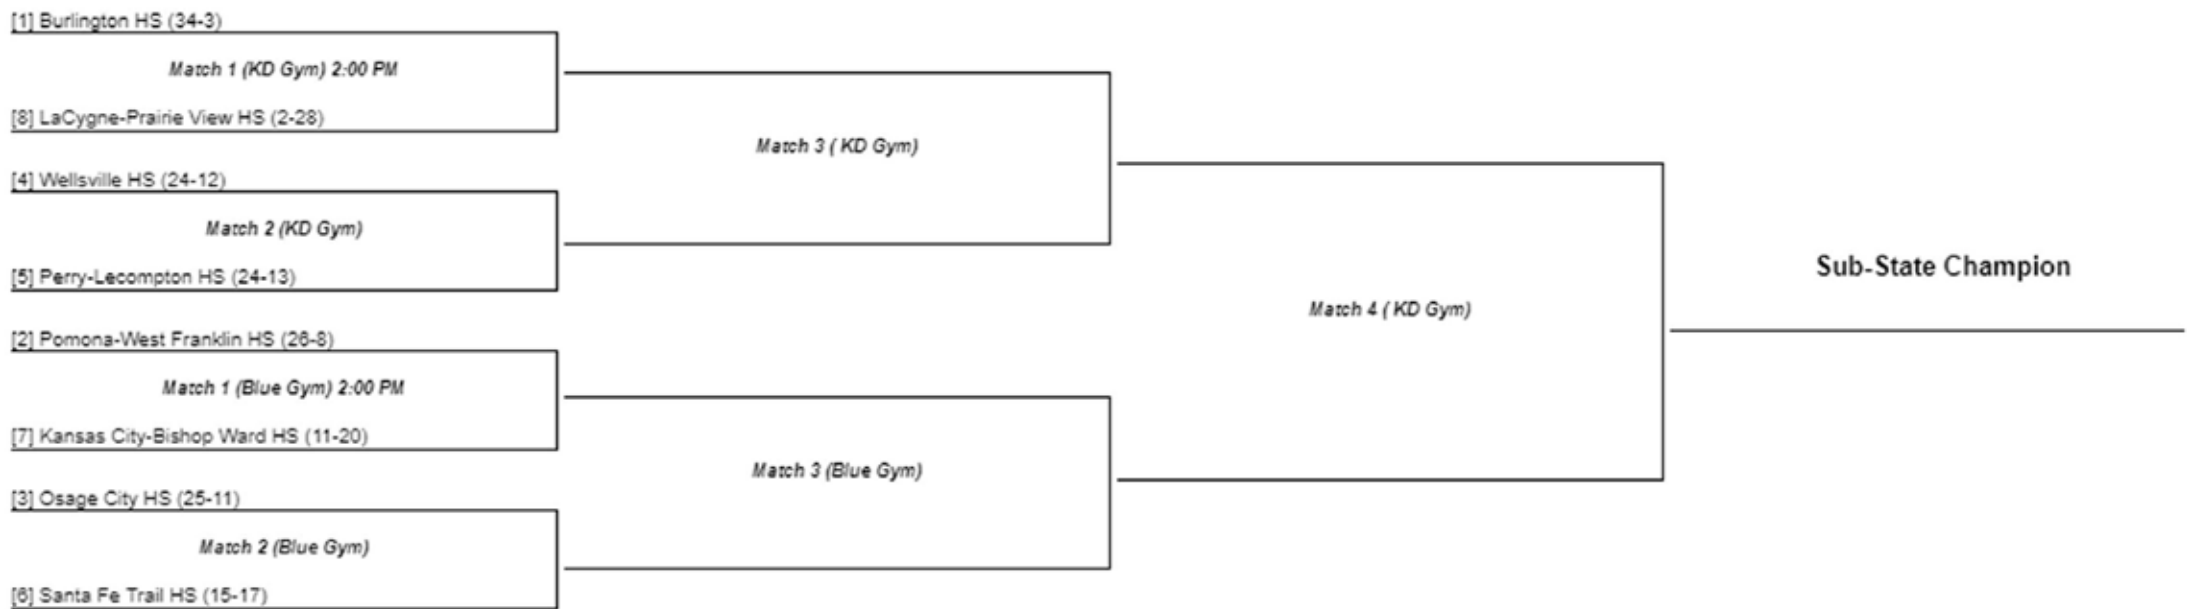 [1] Burlington HS (34-3)
Match 1 (KD Gym) 2:00 PM
[8] LaCygne-Prairie View HS (2-28)
Match 3 ( KD Gym)
[4] Wellsville HS (24-12)
Match 2 (KD Gym)
[5] Perry-Lecompton HS (24-13)
Sub-State Champion
Match 4 ( KD Gym)
[2] Pomona-West Franklin HS (26-8)
Match 1 (Blue Gym) 2:00 PM
[7] Kansas City-Bishop Ward HS (11-20)
Match 3 (Blue Gym)
[3] Osage City HS (25-11)
Match 2 (Blue Gym)
[6] Santa Fe Trail HS (15-17)